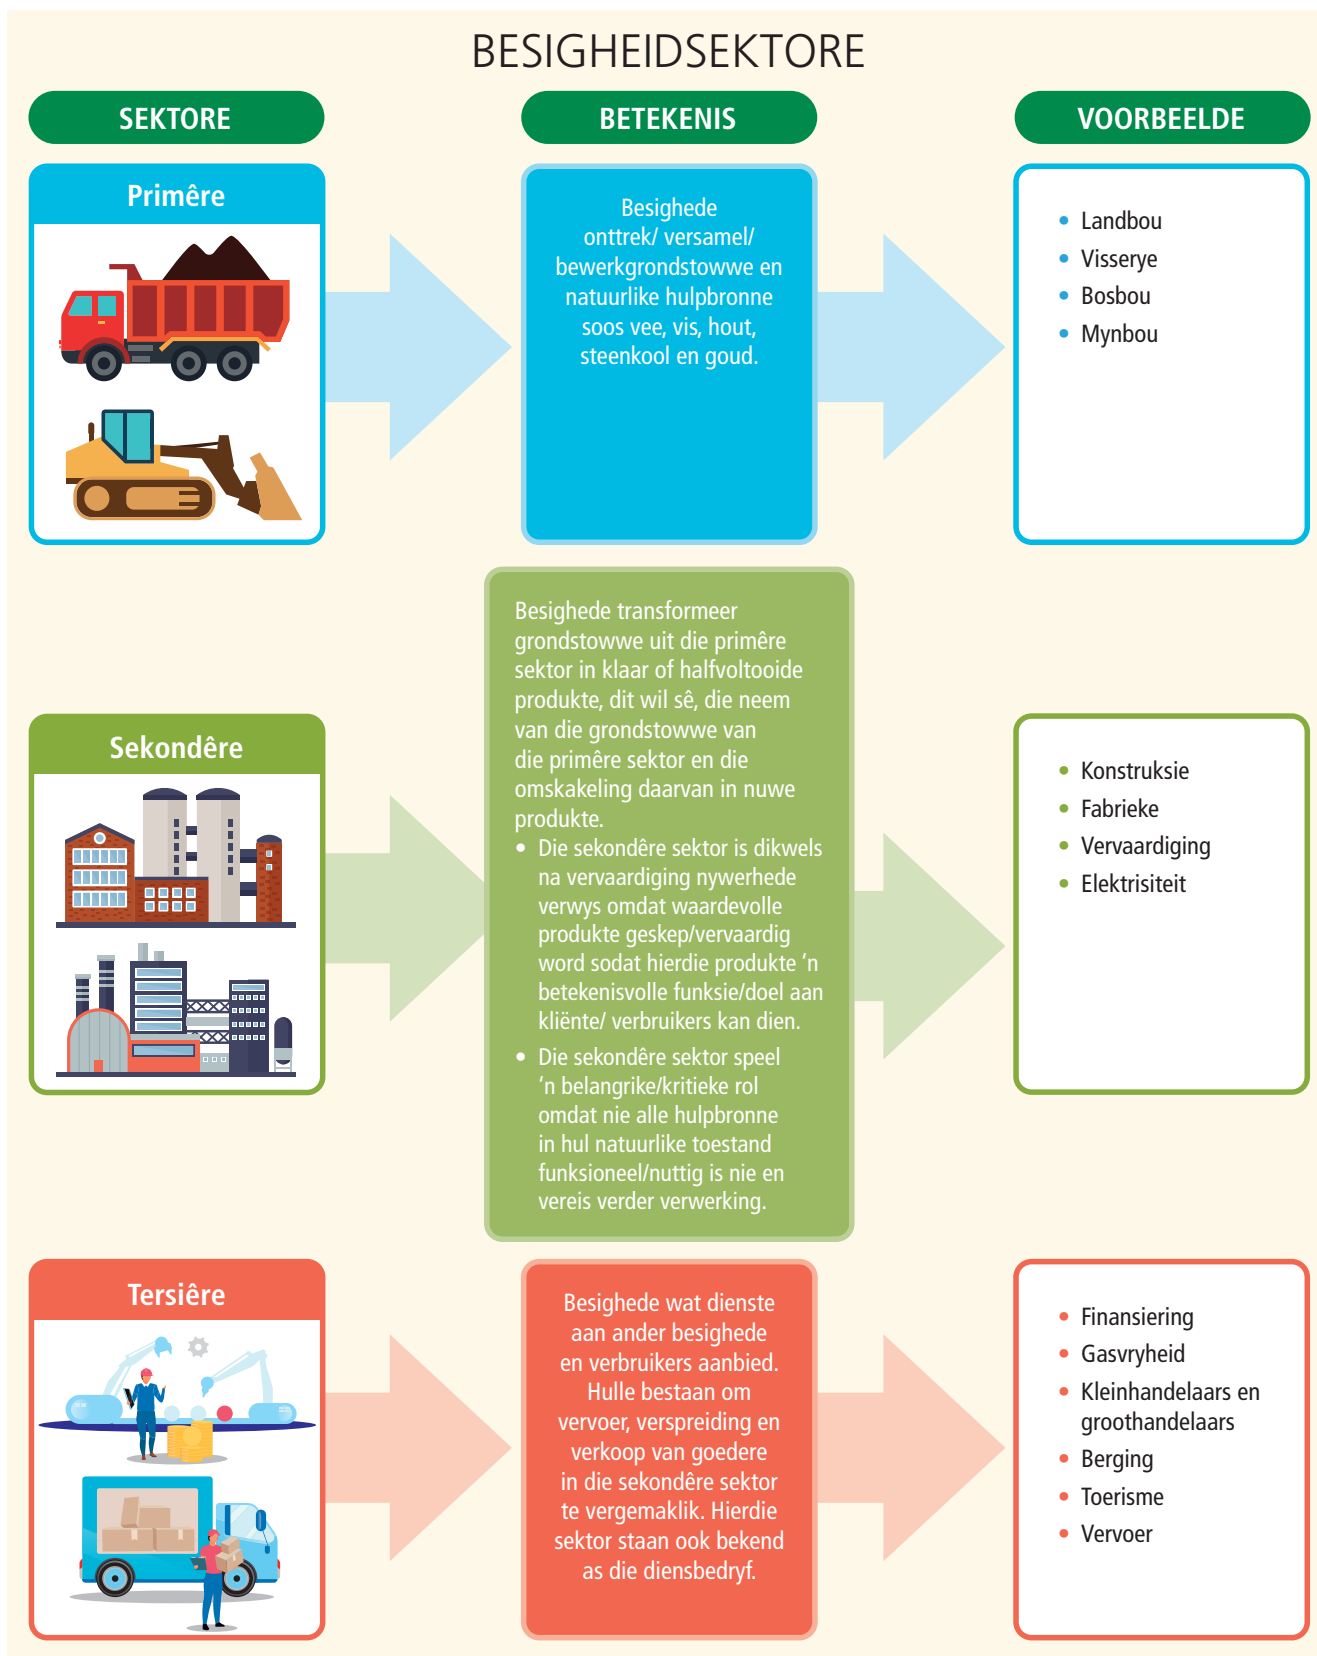 BESIGHEIDSEKTORE
SEKTORE
BETEKENIS
VOORBEELDE
Primêre
Besighede
onttrek/ versamel/
bewerkgrondstowwe en
natuurlike hulpbronne
soos vee, vis, hout,
steenkool en goud.
• Landbou
• Visserye
• Bosbou
• Mynbou
Sekondêre
Besighede transformeer
grondstowwe uit die primêre
sektor in klaar of halfvoltooide
produkte, dit wil sê, die neem
van die grondstowwe van
die primêre sektor en die
omskakeling daarvan in nuwe
produkte.
• Die sekondêre sektor is dikwels
na vervaardiging nywerhede
verwys omdat waardevolle
produkte geskep/vervaardig
word sodat hierdie produkte ‘n
betekenisvolle funksie/doel aan
kliënte/ verbruikers kan dien.
• Die sekondêre sektor speel
‘n belangrike/kritieke rol
omdat nie alle hulpbronne
in hul natuurlike toestand
funksioneel/nuttig is nie en
vereis verder verwerking.
• Konstruksie
• Fabrieke
• Vervaardiging
• Elektrisiteit
Tersiêre
Besighede wat dienste
aan ander besighede
en verbruikers aanbied.
Hulle bestaan om
vervoer, verspreiding en
verkoop van goedere
in die sekondêre sektor
te vergemaklik. Hierdie
sektor staan ook bekend
as die diensbedryf.
• Finansiering
• Gasvryheid
• Kleinhandelaars en
groothandelaars
• Berging
• Toerisme
• Vervoer